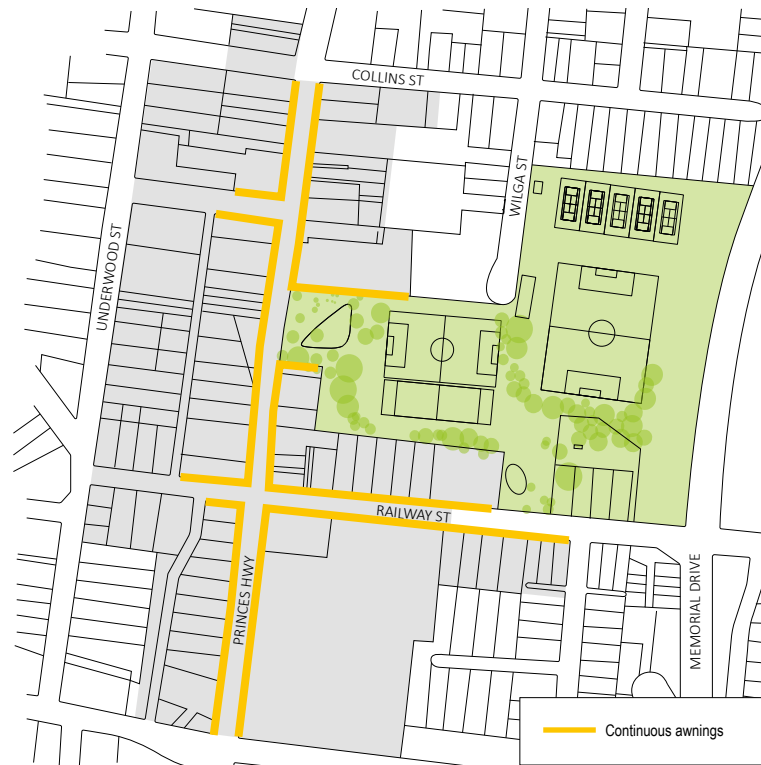 COLLINS ST
WILGA ST
UNDERWOOD ST
RAILWAY ST
PRINCES HWY
MEMORIAL DRIVE
Continuous awnings